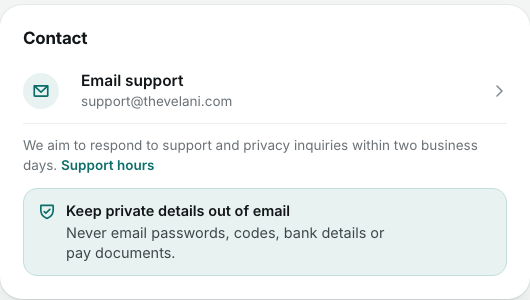 Contact
Email support
support@thevelani.com
We aim to respond to support and privacy inquiries within two business
days. Support hours
Keep private details out of email
Never email passwords, codes, bank details or
pay documents.